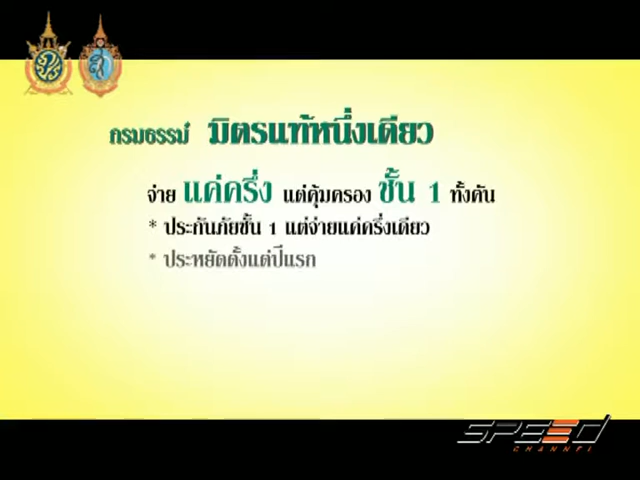 กรมธรรม์ มิตรแท้หนึ่งเดียว
จ่าย แค่ครึ่ง แต่คุ้มครอง ชั้น 1 ทั้งคัน
* ประกันภัยชั้น 1 แต่จ่ายแค่ครึ่งเดียว
* ประหยัดตั้งแต่ปีแรก
SPEED
CHANNEL